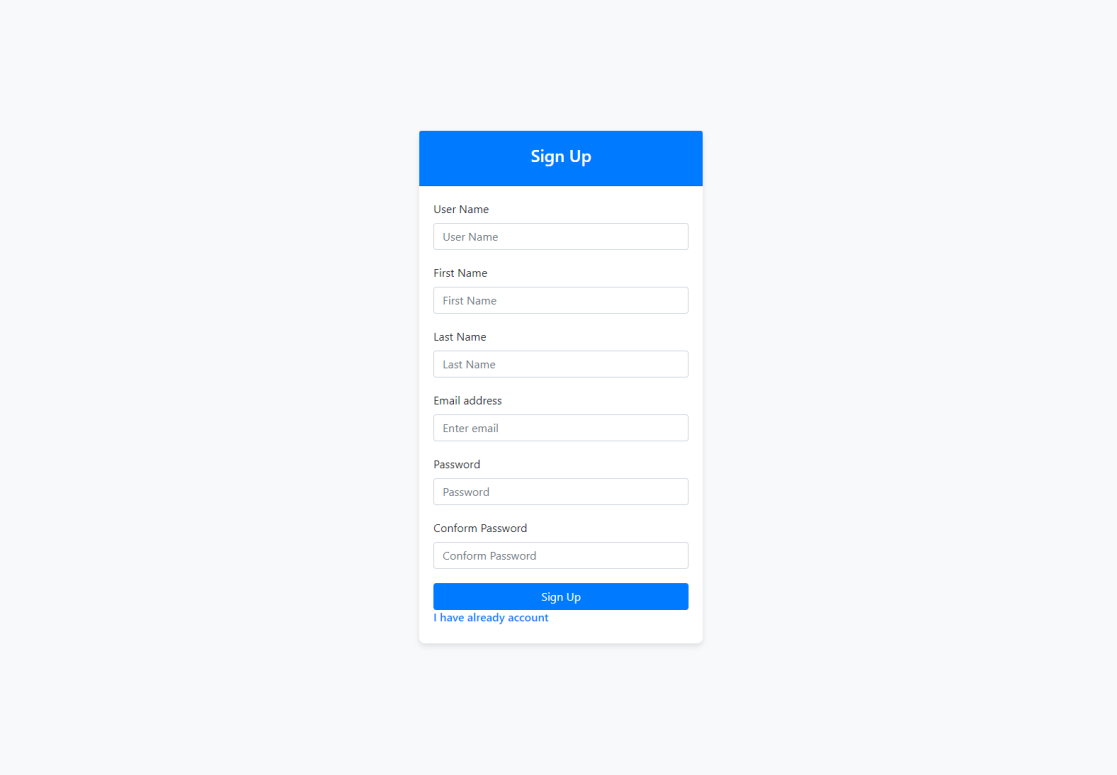 Sign Up
User Name
User Name
First Name
First Name
Last Name
Last Name
Email address
Enter email
Password
Password
Conform Password
Conform Password
Sign Up
I have already account